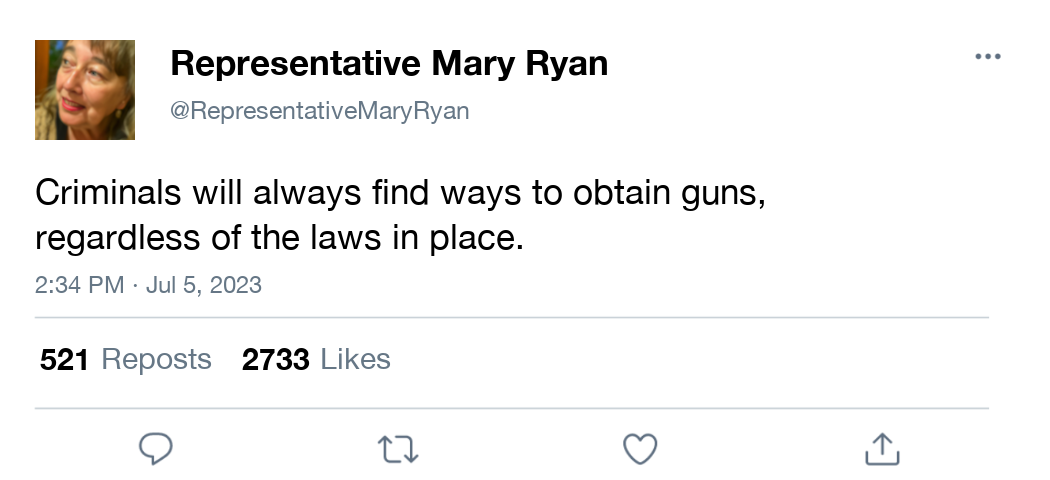 Representative Mary Ryan
@RepresentativeMaryRyan
Criminals will always find ways to obtain guns,
regardless of the laws in place.
2:34 PM · Jul 5, 2023
521 Reposts 2733 Likes